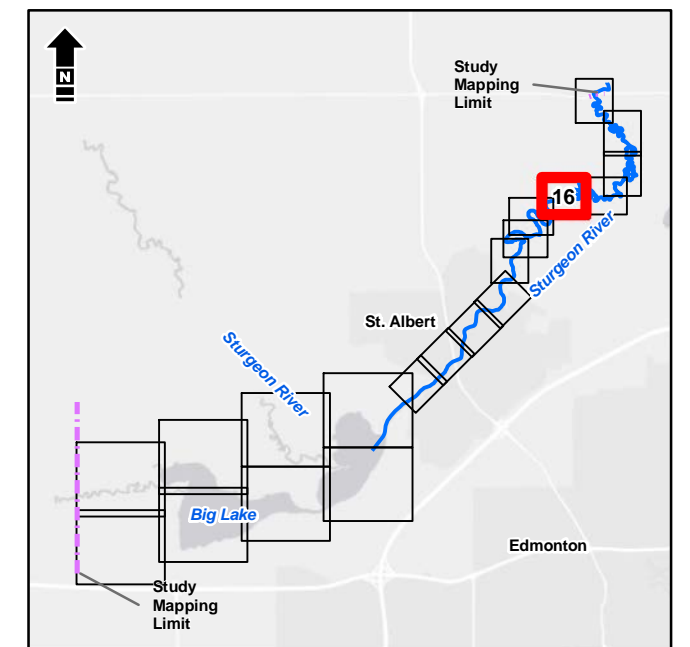 N
Study
Mapping
Limit
16
Sturgeon River
St. Albert
Sturgeon River
Big Lake
Edmonton
Study
Mapping
Limit